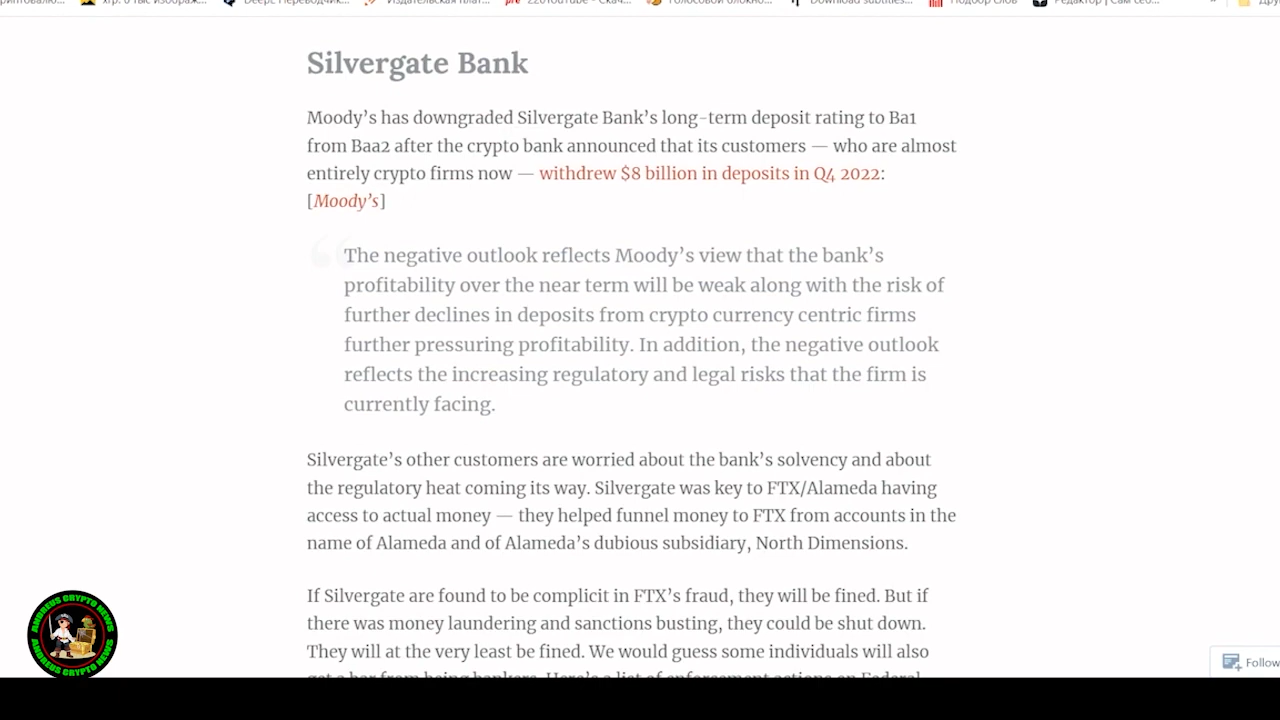 Silvergate Bank
Moody’s has downgraded Silvergate Bank’s long-term deposit rating to Ba1
from Baa2 after the crypto bank announced that its customers — who are almost
entirely crypto firms now — withdrew $8 billion in deposits in Q4 2022:
[Moody’s]
“
The negative outlook reflects Moody’s view that the bank’s
profitability over the near term will be weak along with the risk of
further declines in deposits from crypto currency centric firms
further pressuring profitability. In addition, the negative outlook
reflects the increasing regulatory and legal risks that the firm is
currently facing.
Silvergate’s other customers are worried about the bank’s solvency and about
the regulatory heat coming its way. Silvergate was key to FTX/Alameda having
access to actual money — they helped funnel money to FTX from accounts in the
name of Alameda and of Alameda’s dubious subsidiary, North Dimensions.
If Silvergate are found to be complicit in FTX’s fraud, they will be fined. But if
there was money laundering and sanctions busting, they could be shut down.
They will at the very least be fined. We would guess some individuals will also
ANDREUS CRYPTO NEWS
ANDREUS CRYPTO NEWS
Follow